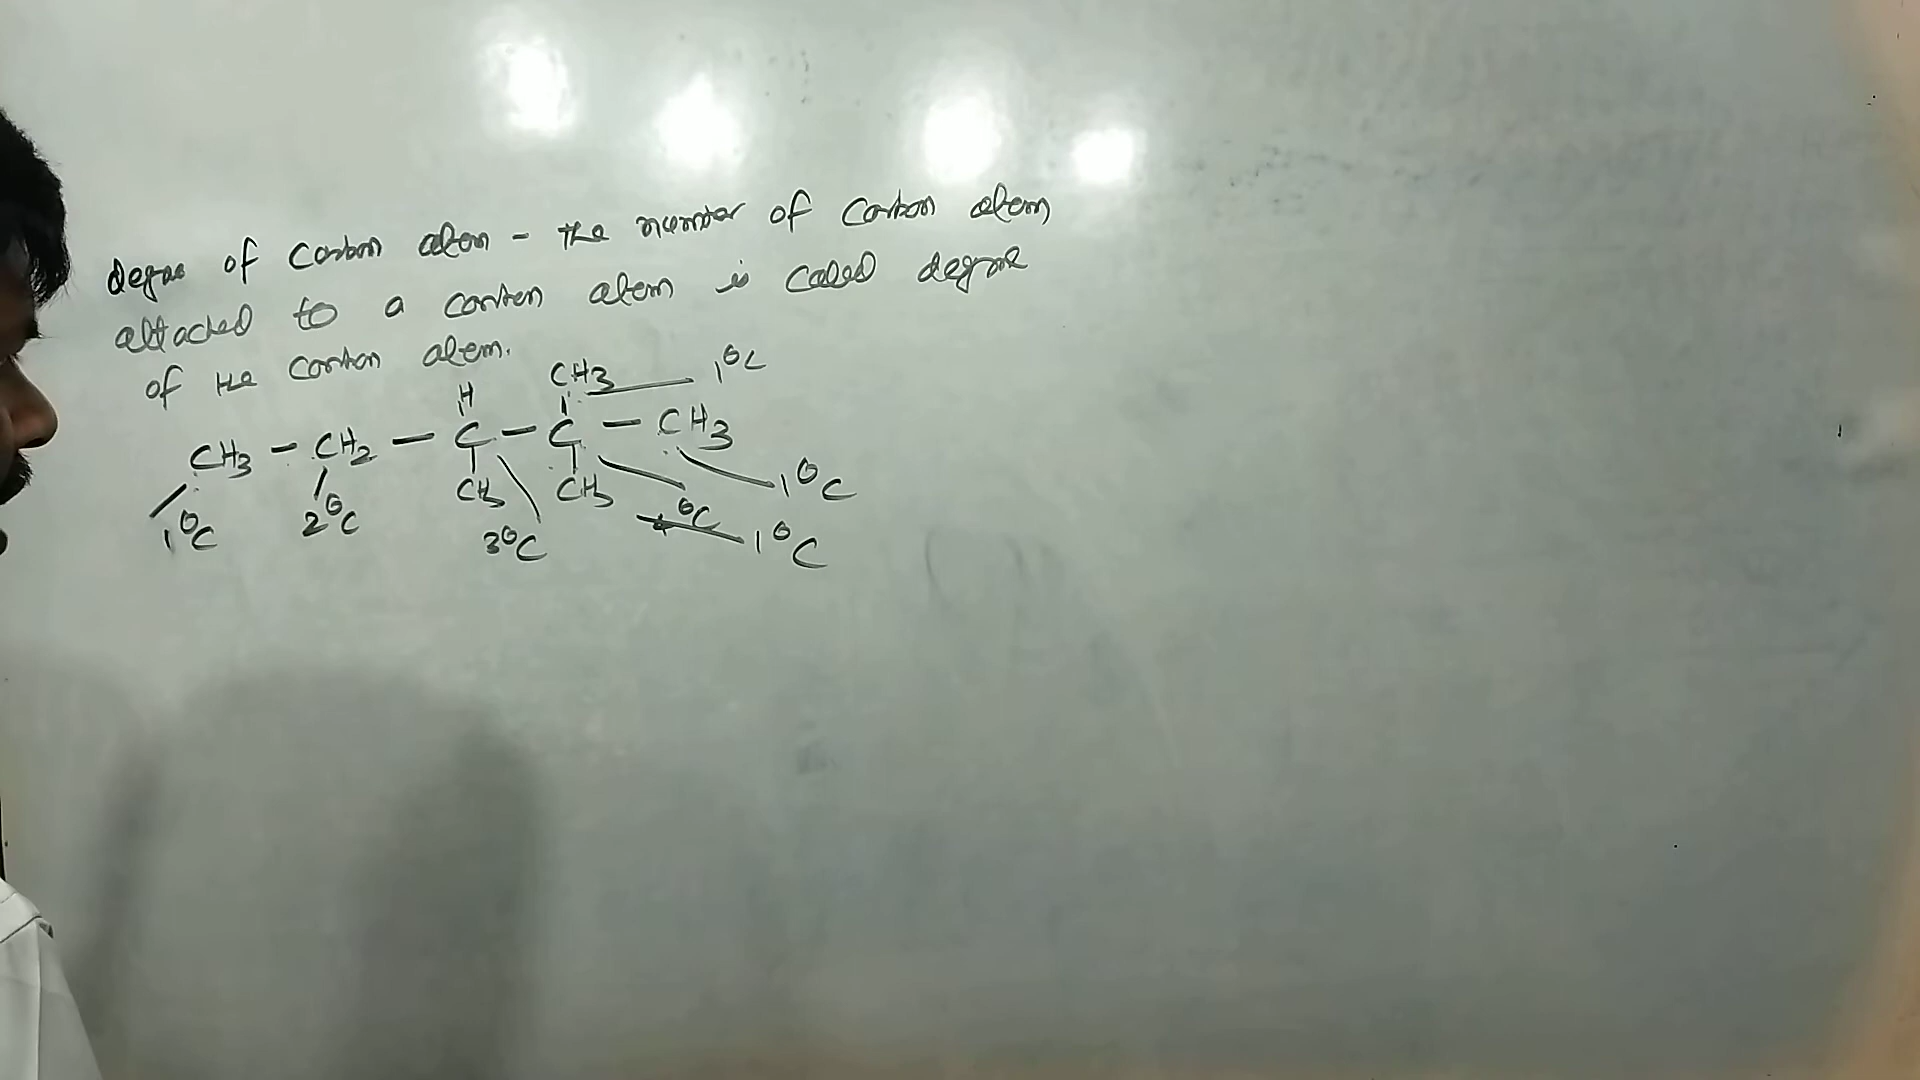 degree of Carbon atom - the number of Carbon atom
attached to a carbon atom is called degree
of the carbon atom.
CH3 1°C
H
CH3 - CH2 - C - C - CH3
CH3 CH3 1°C
1°C 2°C 3°C 4°C 1°C